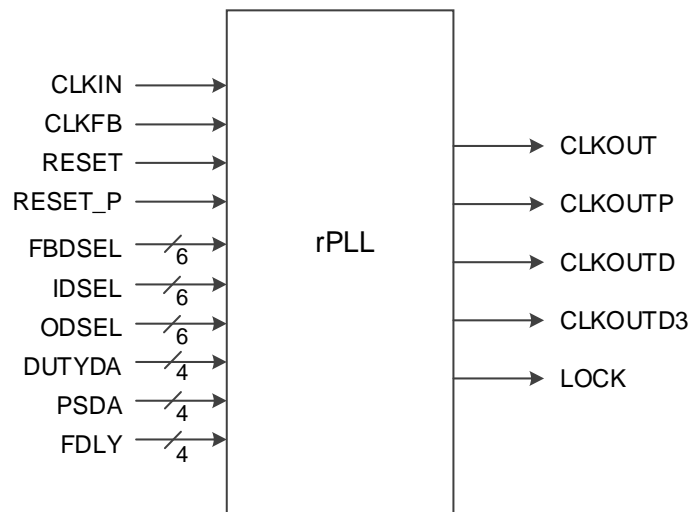 CLKIN
CLKFB
RESET
RESET_P
FBDSEL 6
IDSEL 6
ODSEL 6
DUTYDA 4
PSDA 4
FDLY 4
rPLL
CLKOUT
CLKOUTP
CLKOUTD
CLKOUTD3
LOCK